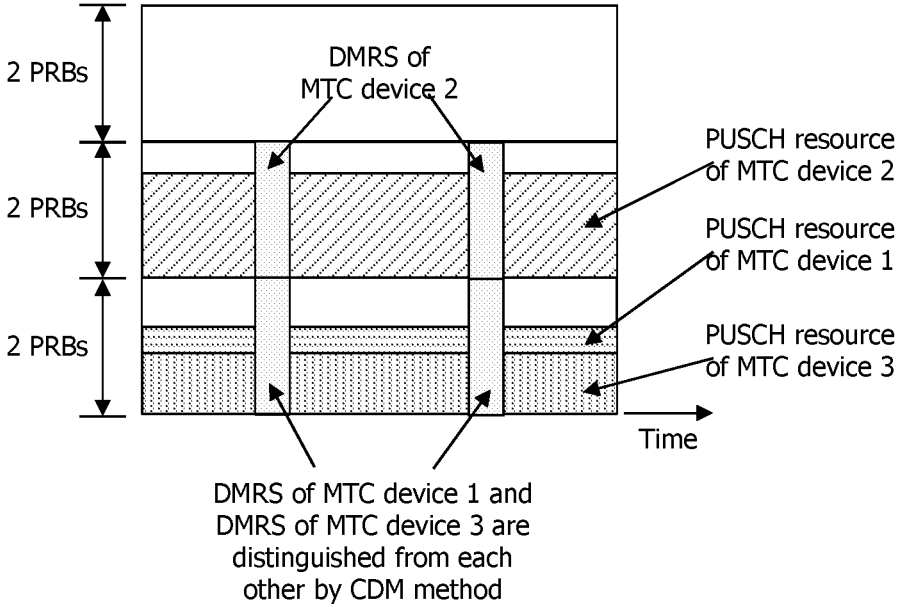 2 PRBs
DMRS of
MTC device 2
2 PRBs
PUSCH resource
of MTC device 2
PUSCH resource
of MTC device 1
2 PRBs
PUSCH resource
of MTC device 3
Time
DMRS of MTC device 1 and
DMRS of MTC device 3 are
distinguished from each
other by CDM method